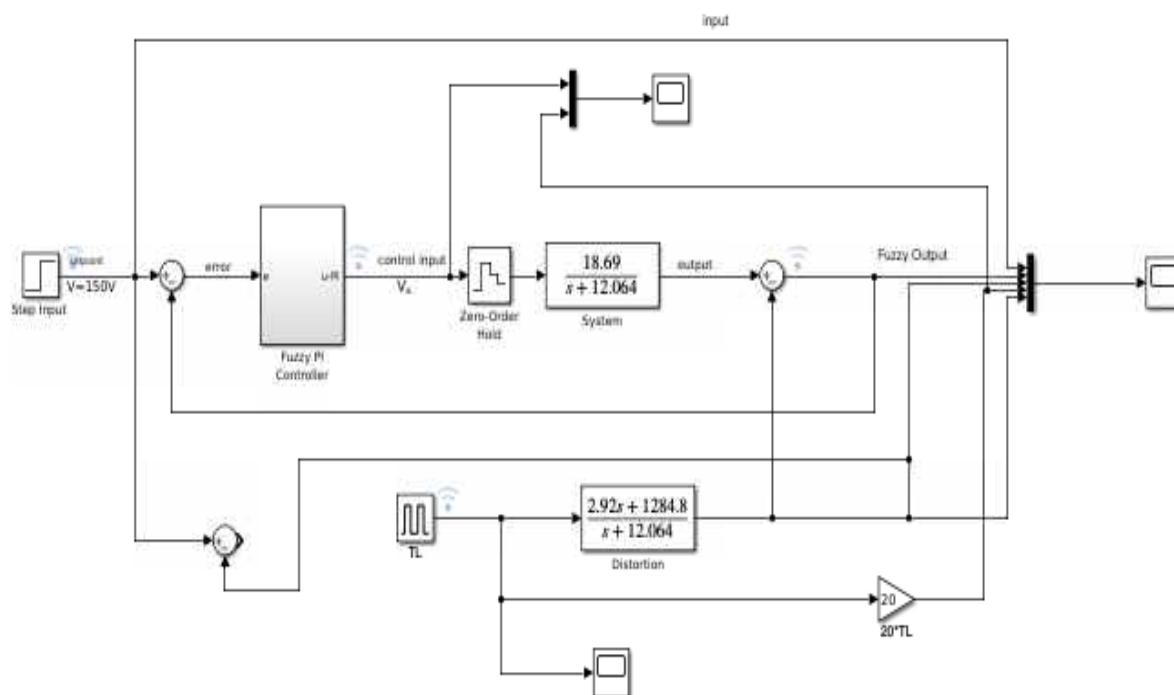 input
V=150V
Step Input
error
e
u-PI
Fuzzy PI
Controller
control input
Va
Zero-Order
Hold
18.69
s + 12.064
System
output
Fuzzy Output
TL
2.92s + 1284.8
s + 12.064
Distortion
20
20*TL